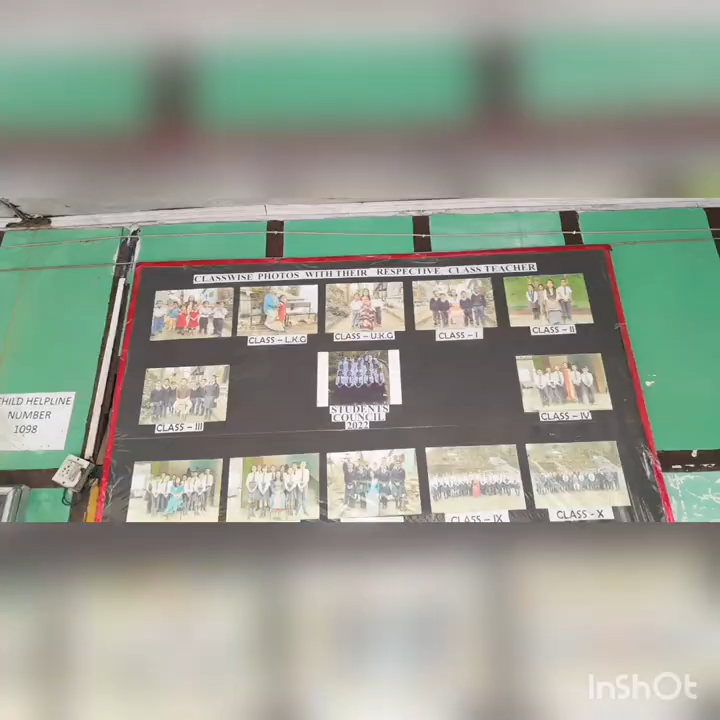 CLASSWISE PHOTOS WITH THEIR RESPECTIVE CLASS TEACHER
CLASS - L.K.G
CLASS - U.K.G
CLASS - I
CLASS - II
CLASS - III
STUDENTS
COUNCIL
2022
CLASS - IV
CLASS - IX
CLASS - X
CHILD HELPLINE
NUMBER
1098
InShOt